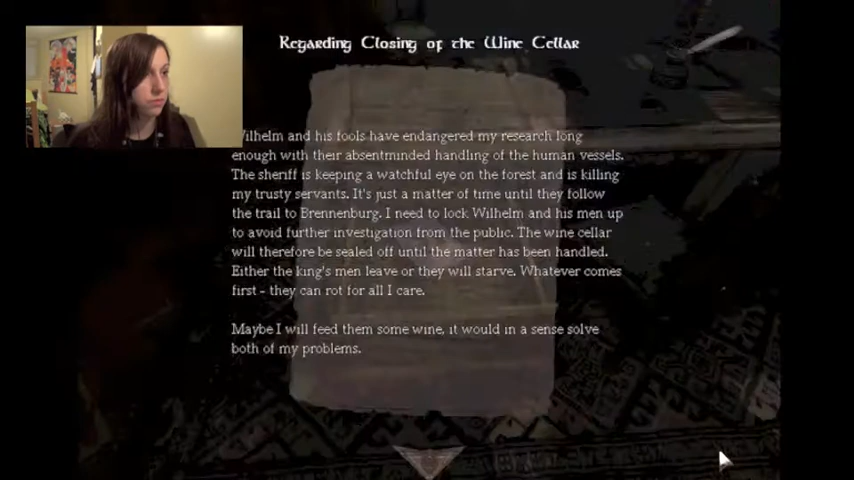 Regarding Closing of the Wine Cellar
Wilhelm and his fools have endangered my research long
enough with their absentminded handling of the human vessels.
The sheriff is keeping a watchful eye on the forest and is killing
my trusty servants. It's just a matter of time until they follow
the trail to Brennenburg. I need to lock Wilhelm and his men up
to avoid further investigation from the public. The wine cellar
will therefore be sealed off until the matter has been handled.
Either the king's men leave or they will starve. Whatever comes
first - they can rot for all I care.
Maybe I will feed them some wine, it would in a sense solve
both of my problems.